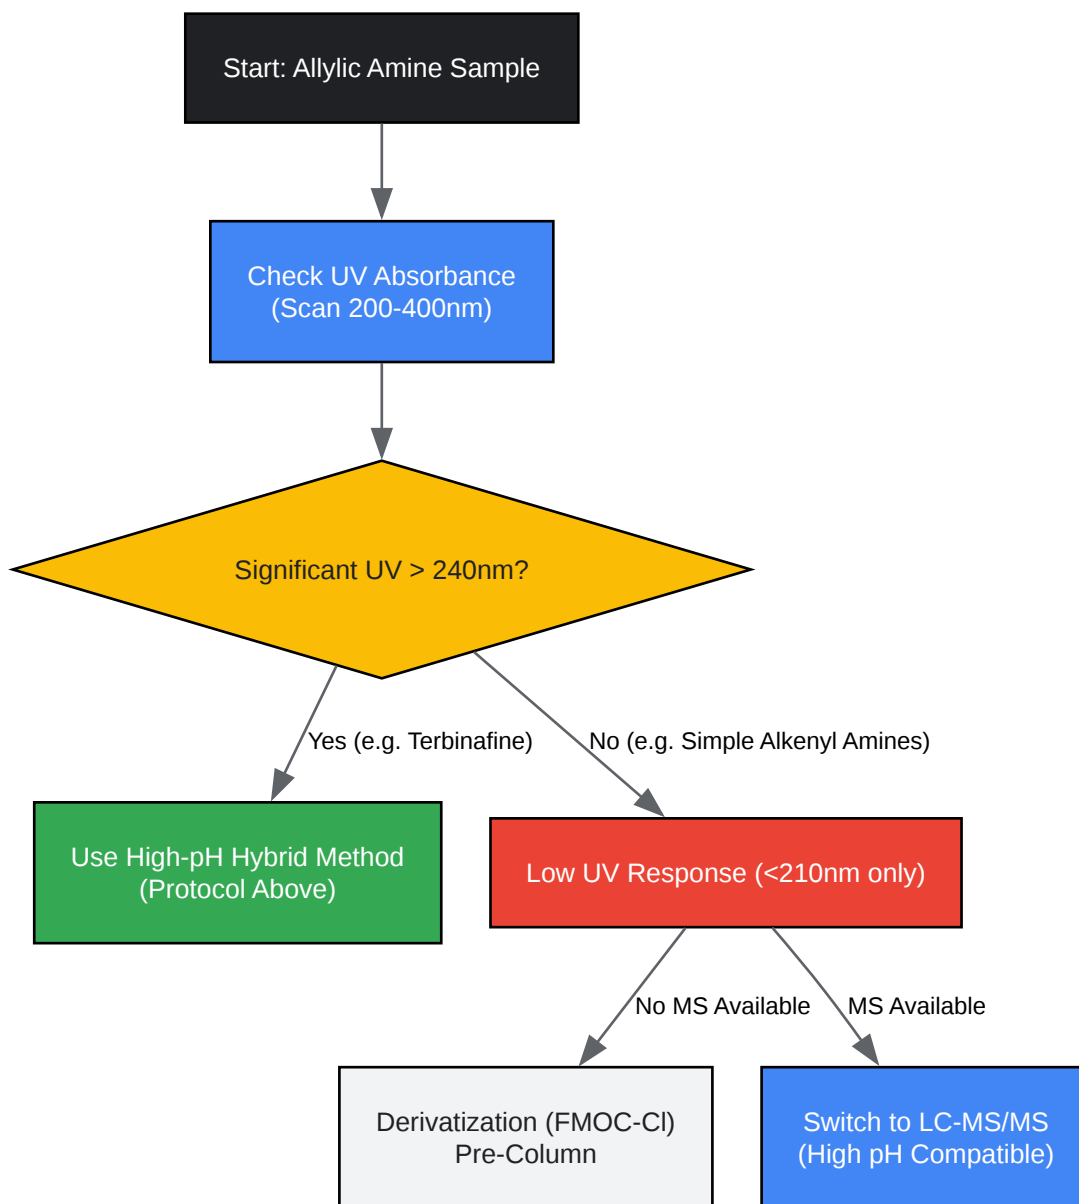 Start: Allylic Amine Sample
Check UV Absorbance
(Scan 200-400nm)
Significant UV > 240nm?
Yes (e.g. Terbinafine)
No (e.g. Simple Alkenyl Amines)
Use High-pH Hybrid Method
(Protocol Above)
Low UV Response (<210nm only)
No MS Available
MS Available
Derivatization (FMOC-Cl)
Pre-Column
Switch to LC-MS/MS
(High pH Compatible)